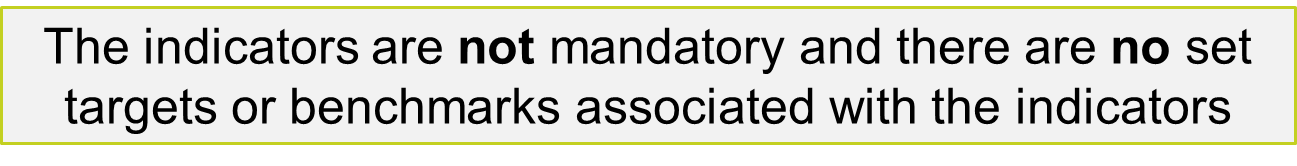 The indicators are not mandatory and there are no set
targets or benchmarks associated with the indicators